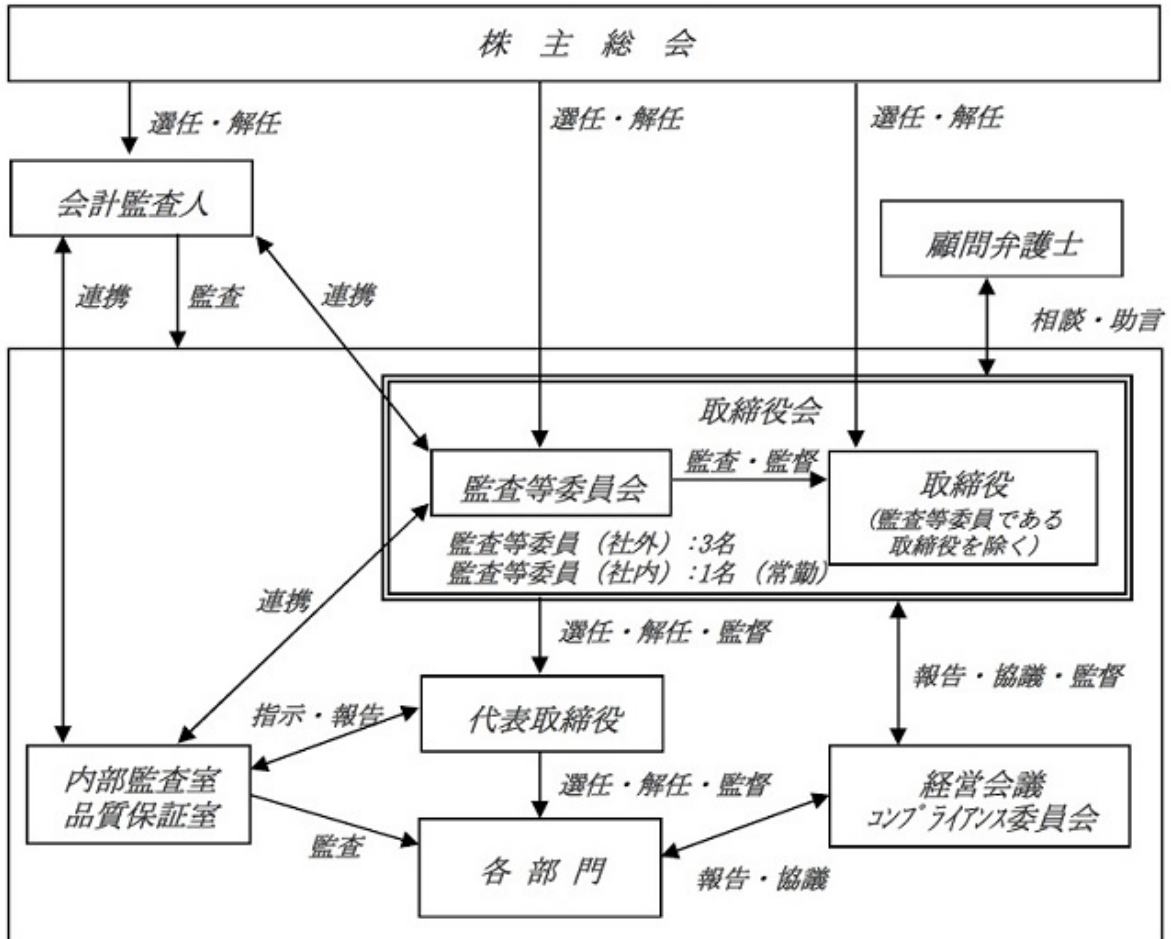 株 主 総 会
選任・解任
選任・解任
選任・解任
会計監査人
顧問弁護士
連携
監査
連携
相談・助言
取締役会
監査等委員会
監査・監督
取締役
(監査等委員である
取締役を除く)
監査等委員（社外）:3名
監査等委員（社内）:1名（常勤）
連携
選任・解任・監督
報告・協議・監督
指示・報告
代表取締役
内部監査室
品質保証室
選任・解任・監督
経営会議
ｺﾝﾌﾟﾗｲｱﾝｽ委員会
監査
各 部 門
報告・協議